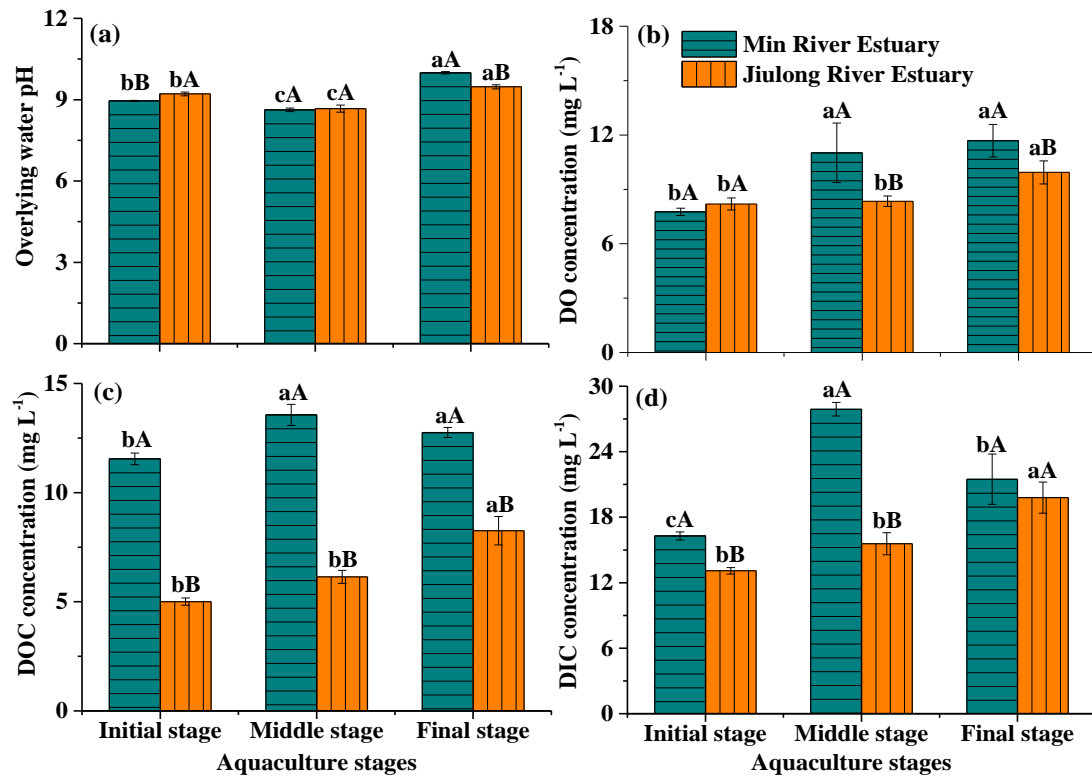 (a)
Overlying water pH
12
9
6
3
0
bB
bA
cA
cA
aA
aB
(b)
Min River Estuary
Jiulong River Estuary
DO concentration (mg L-1)
18
12
6
0
bA
bA
aA
bB
aA
aB
(c)
DOC concentration (mg L-1)
15
10
5
0
bA
bB
aA
bB
aA
aB
Initial stage
Middle stage
Final stage
Aquaculture stages
(d)
DIC concentration (mg L-1)
30
24
18
12
6
0
cA
bB
aA
bB
bA
aA
Initial stage
Middle stage
Final stage
Aquaculture stages